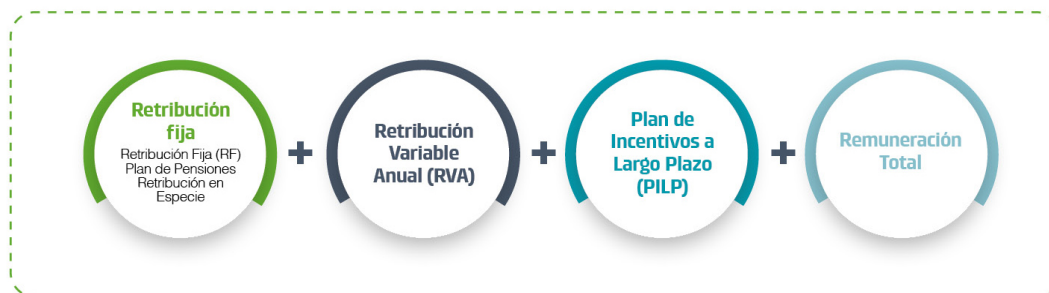 Retribución
fija
Retribución Fija (RF)
Plan de Pensiones
Retribución en
Especie
+
Retribución
Variable
Anual (RVA)
+
Plan de
Incentivos a
Largo Plazo
(PILP)
+
Remuneración
Total